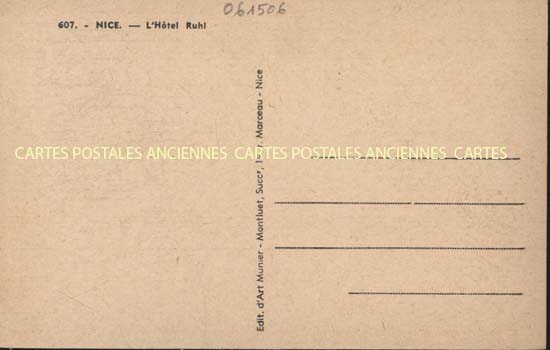 061506
607. - NICE. — L'Hôtel Ruhl
CARTES POSTALES ANCIENNES CARTES POSTALES ANCIENNES CARTES
Edit. d'Art Munier - Montluet, Succr, r. Marceau - Nice